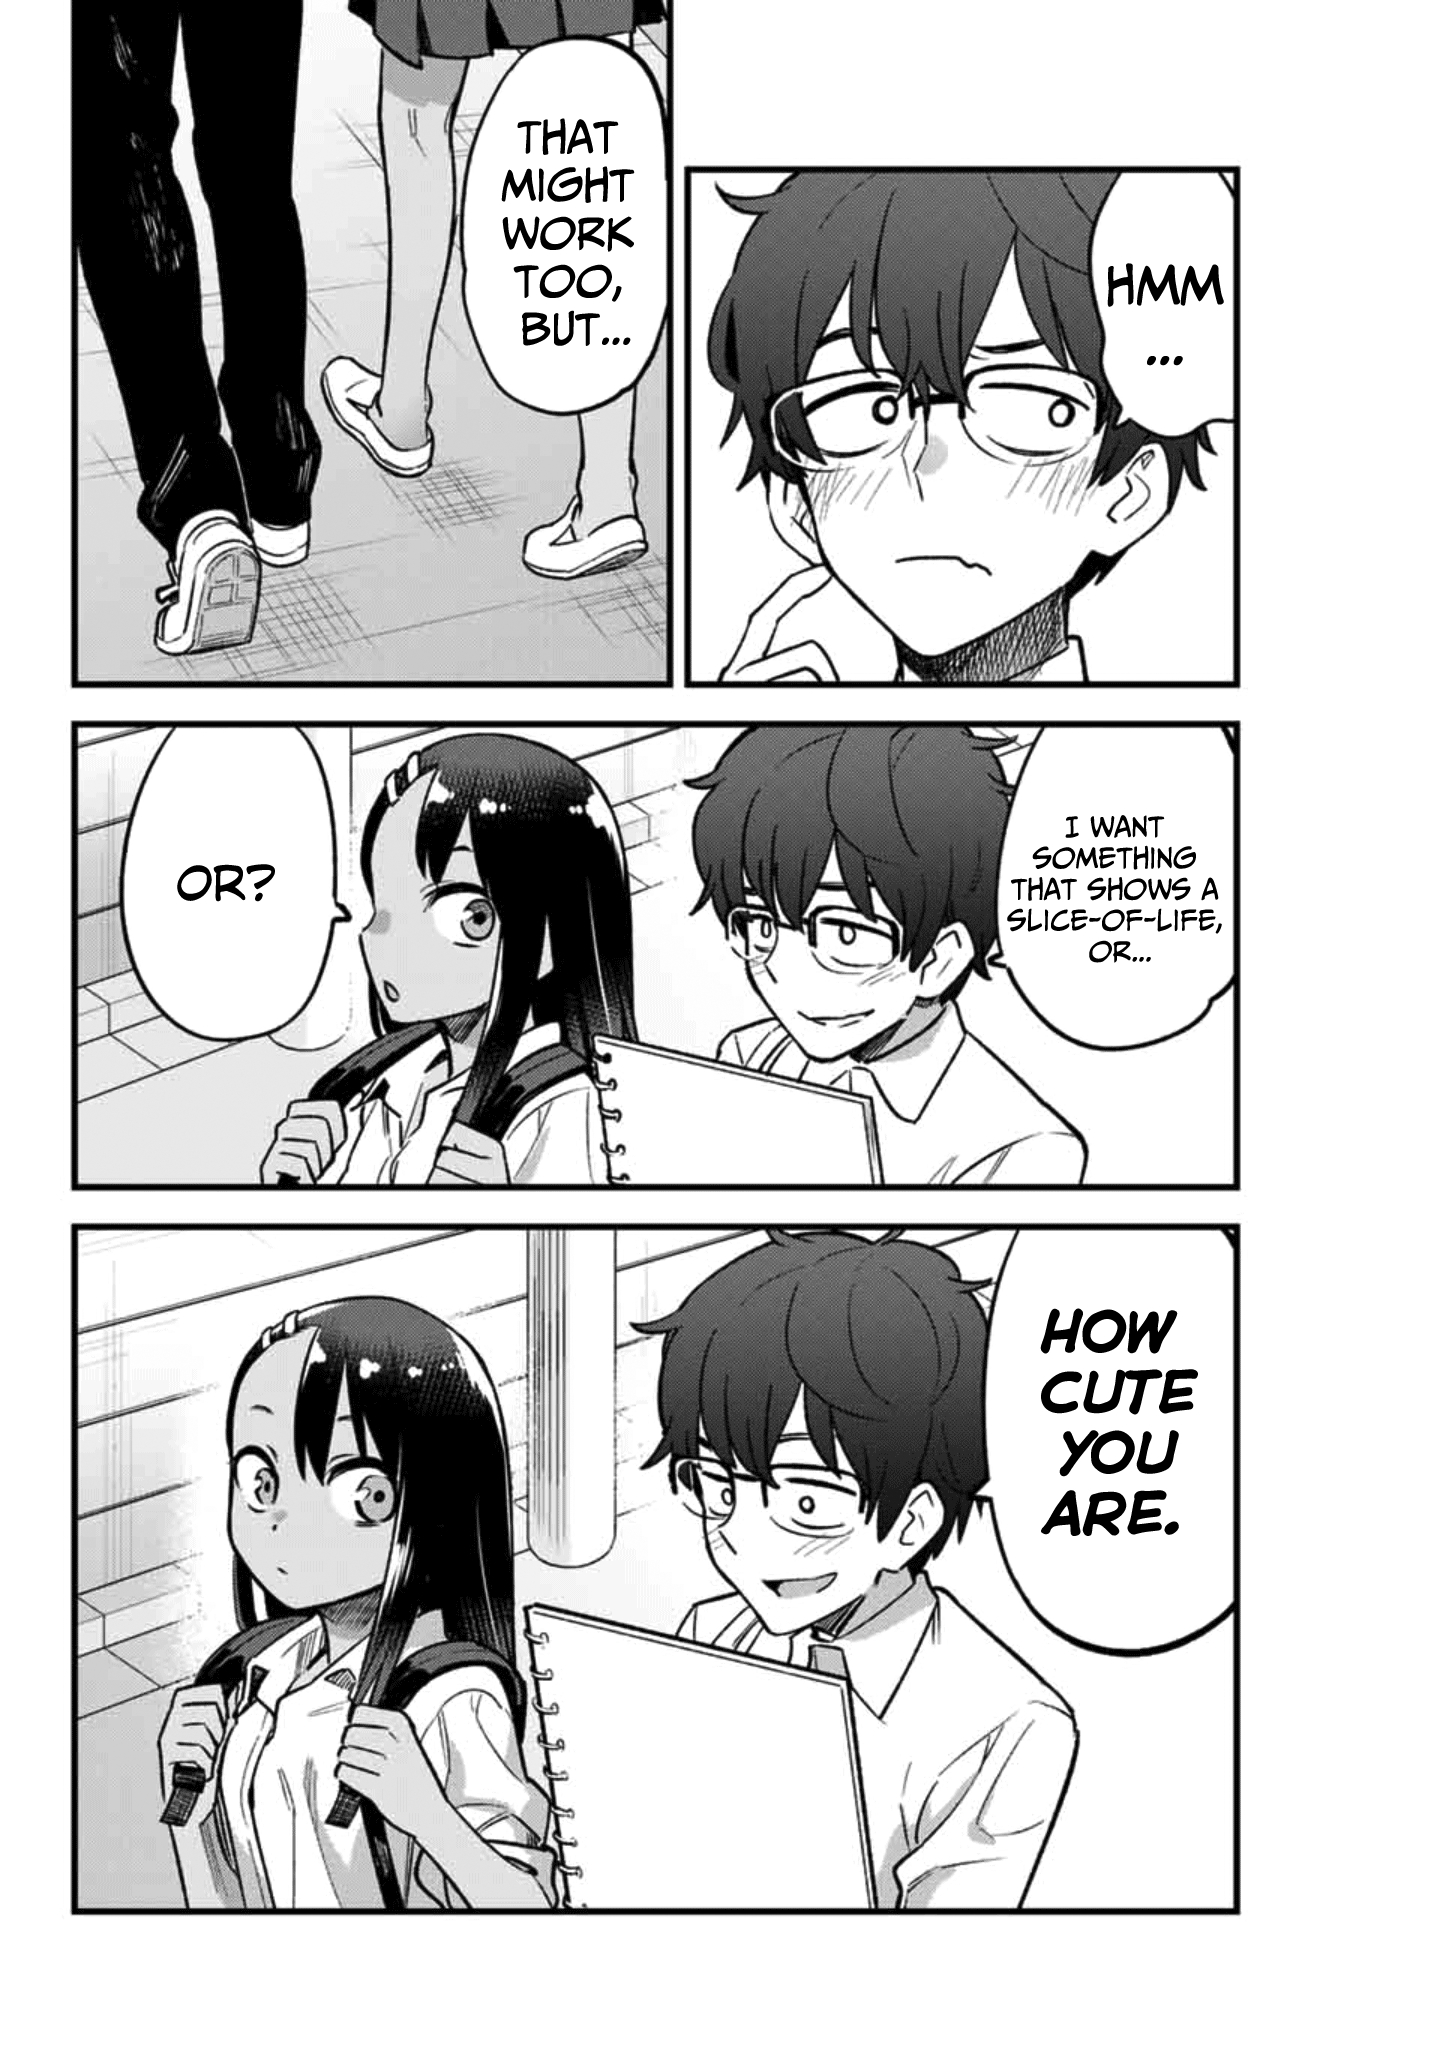 HMM
...
THAT
MIGHT
WORK
TOO,
BUT...
I WANT
SOMETHING
THAT SHOWS A
SLICE-OF-LIFE,
OR...
OR?
HOW
CUTE
YOU
ARE.